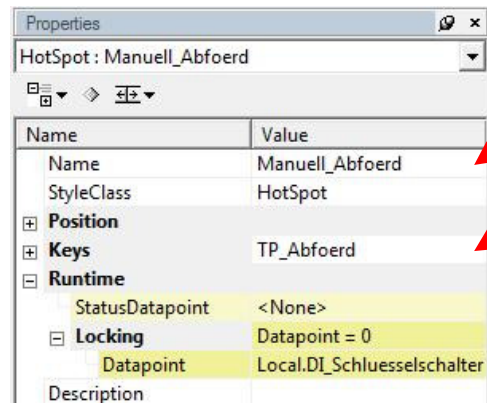 Properties
HotSpot : Manuell_Abfoerd
Name Value
Name Manuell_Abfoerd
StyleClass HotSpot
Position
Keys TP_Abfoerd
Runtime
StatusDatapoint <None>
Locking Datapoint = 0
Datapoint Local.DI_Schluesselschalter
Description